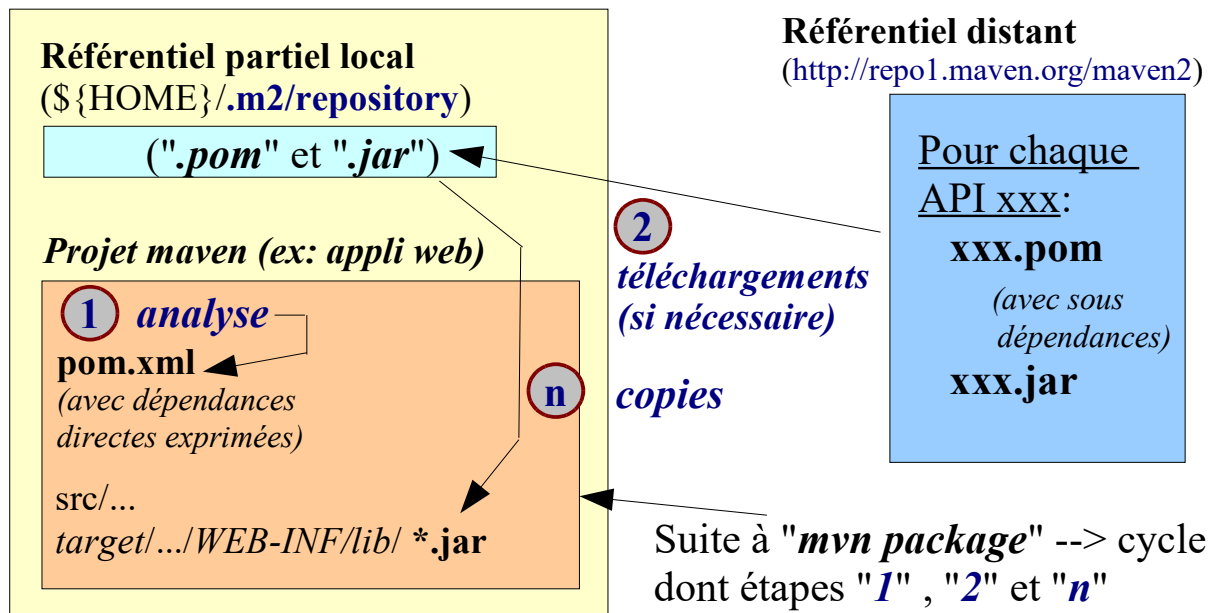 Référentiel partiel local
(${HOME}/.m2/repository)
(".pom" et ".jar")
Projet maven (ex: appli web)
1 analyse
pom.xml
(avec dépendances
directes exprimées)
src/...
target/.../WEB-INF/lib/ *.jar
2
téléchargements
(si nécessaire)
n copies
Référentiel distant
(http://repo1.maven.org/maven2)
Pour chaque
API xxx:
xxx.pom
(avec sous
dépendances)
xxx.jar
Suite à "mvn package" --> cycle
dont étapes "1" , "2" et "n"